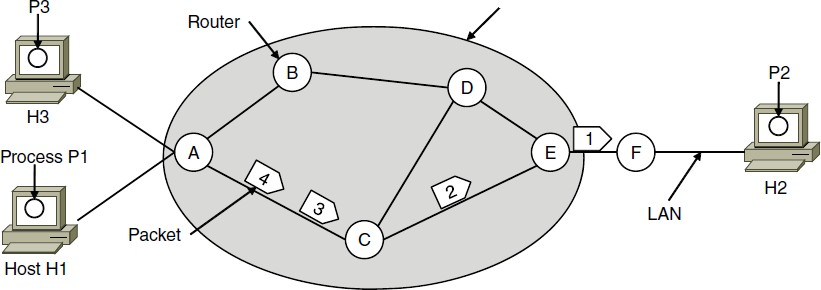 P3
Router
B
D
P2
H3
1
Process P1
A
E
F
4
2
3
H2
LAN
Packet
C
Host H1